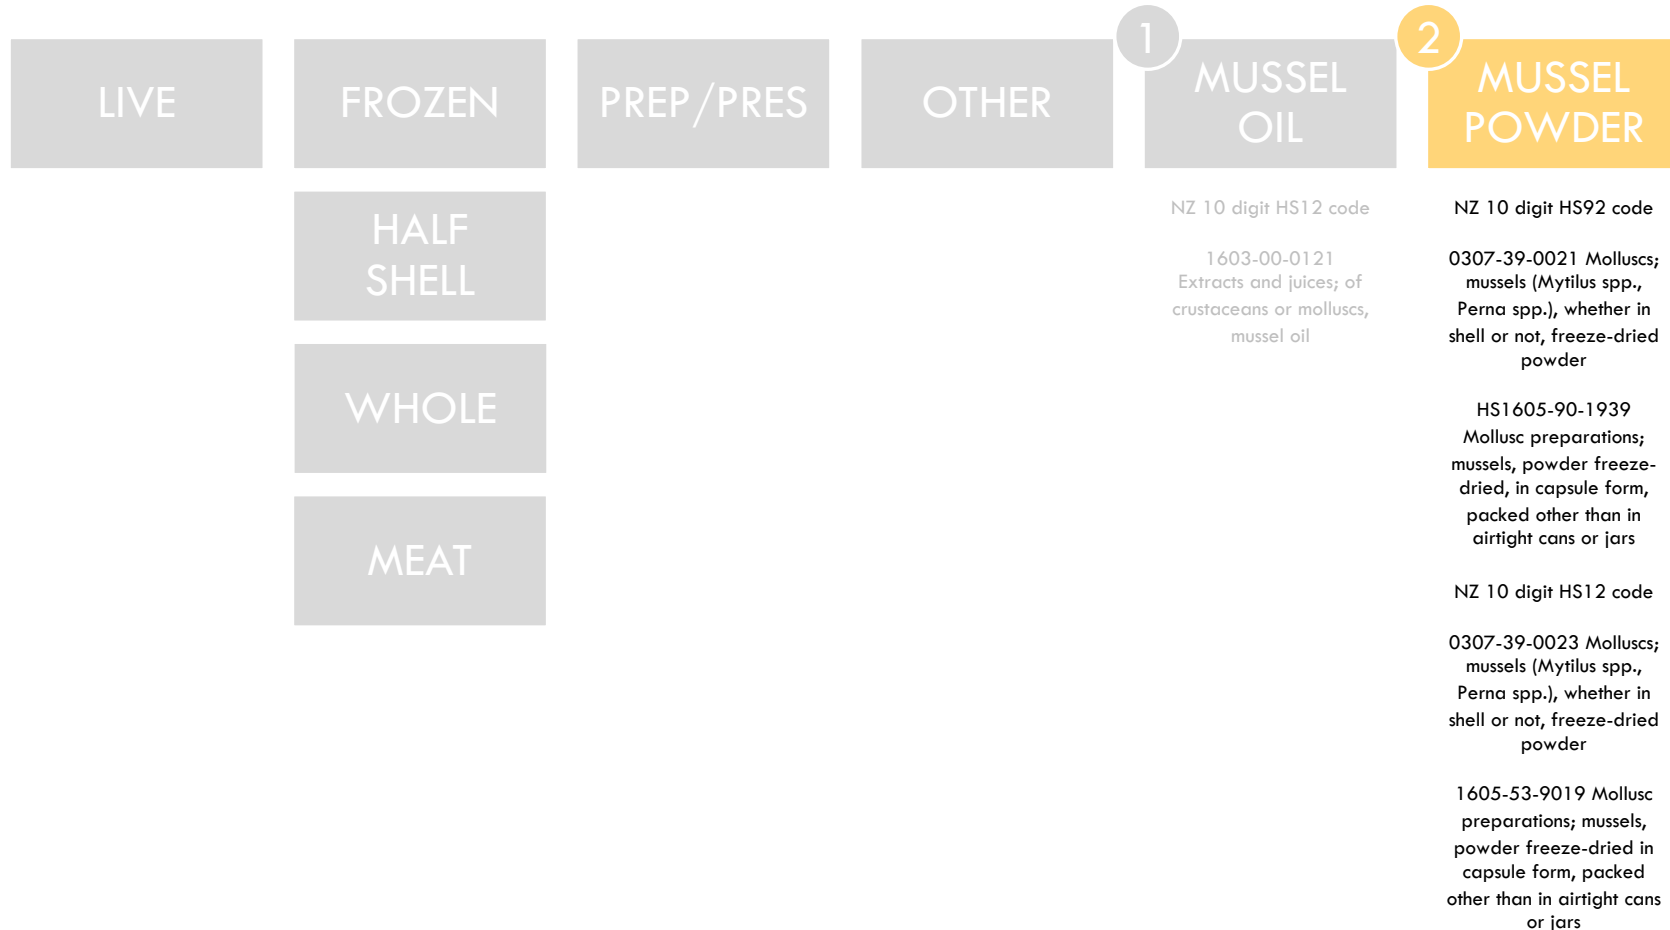 LIVE
FROZEN
PREP/PRES
OTHER
1
MUSSEL
OIL
2
MUSSEL
POWDER
HALF
SHELL
WHOLE
MEAT
NZ 10 digit HS12 code
1603-00-0121
Extracts and juices; of
crustaceans or molluscs,
mussel oil
NZ 10 digit HS92 code
0307-39-0021 Molluscs;
mussels (Mytilus spp.,
Perna spp.), whether in
shell or not, freeze-dried
powder
HS1605-90-1939
Mollusc preparations;
mussels, powder freeze-
dried, in capsule form,
packed other than in
airtight cans or jars
NZ 10 digit HS12 code
0307-39-0023 Molluscs;
mussels (Mytilus spp.,
Perna spp.), whether in
shell or not, freeze-dried
powder
1605-53-9019 Mollusc
preparations; mussels,
powder freeze-dried in
capsule form, packed
other than in airtight cans
or jars